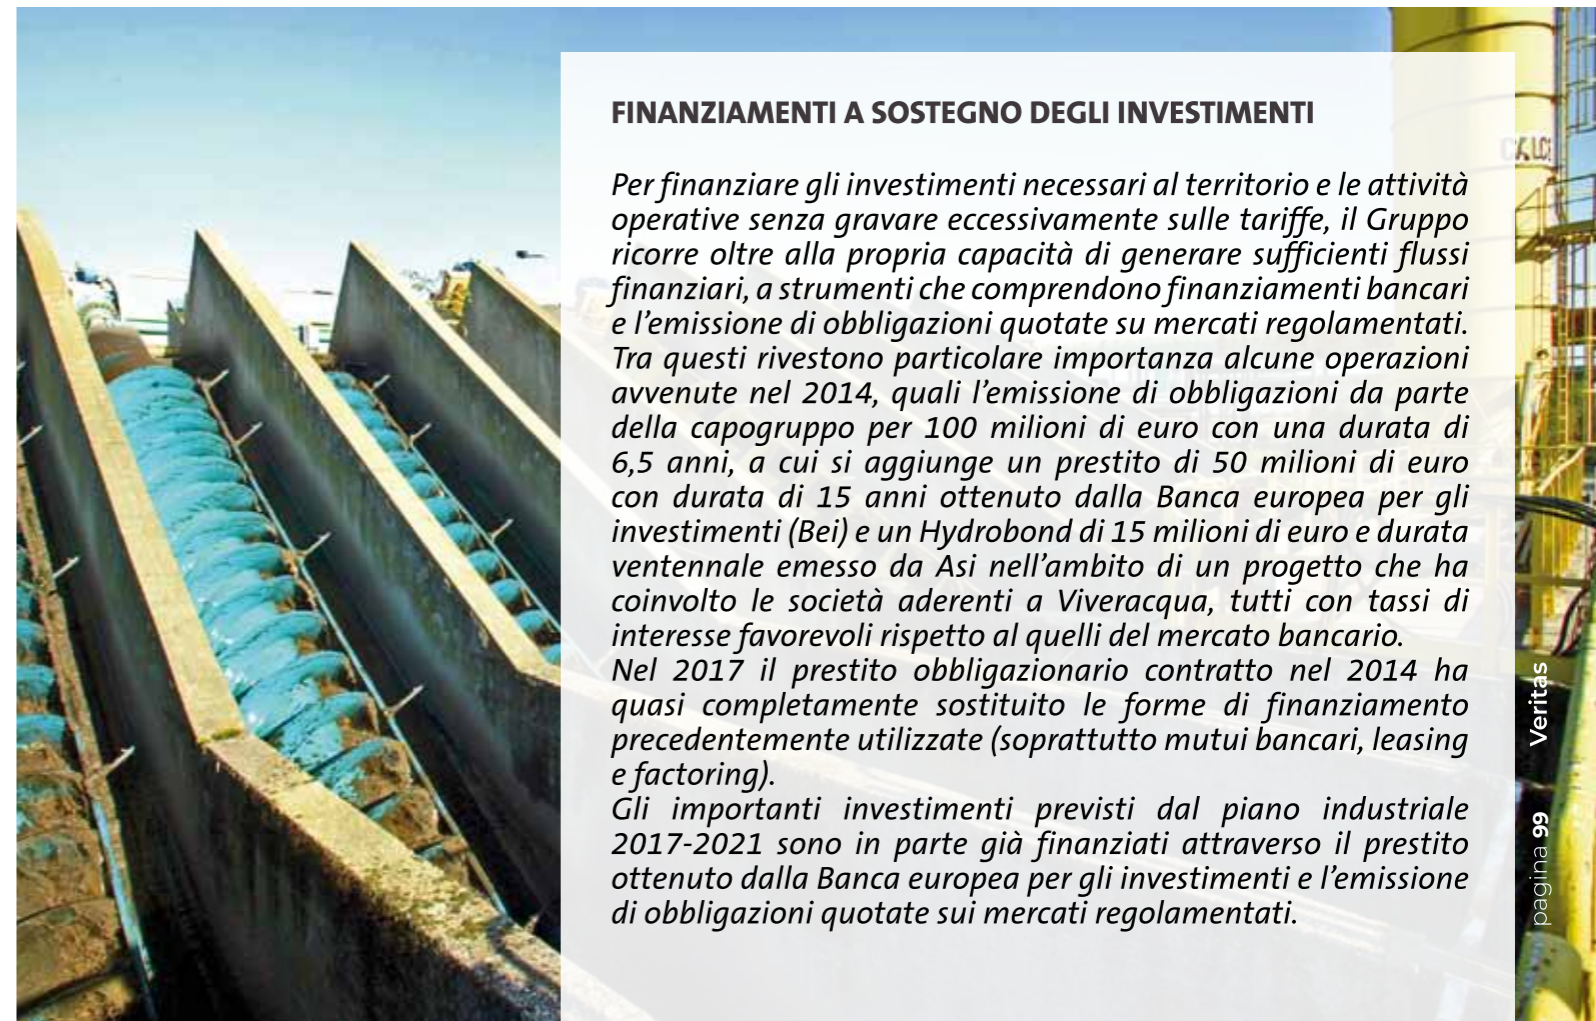 FINANZIAMENTI A SOSTEGNO DEGLI INVESTIMENTI
Per finanziare gli investimenti necessari al territorio e le attività
operative senza gravare eccessivamente sulle tariffe, il Gruppo
ricorre oltre alla propria capacità di generare sufficienti flussi
finanziari, a strumenti che comprendono finanziamenti bancari
e l’emissione di obbligazioni quotate su mercati regolamentati.
Tra questi rivestono particolare importanza alcune operazioni
avvenute nel 2014, quali l’emissione di obbligazioni da parte
della capogruppo per 100 milioni di euro con una durata di
6,5 anni, a cui si aggiunge un prestito di 50 milioni di euro
con durata di 15 anni ottenuto dalla Banca europea per gli
investimenti (Bei) e un Hydrobond di 15 milioni di euro e durata
ventennale emesso da Asi nell’ambito di un progetto che ha
coinvolto le società aderenti a Viveracqua, tutti con tassi di
interesse favorevoli rispetto al quelli del mercato bancario.
Nel 2017 il prestito obbligazionario contratto nel 2014 ha
quasi completamente sostituito le forme di finanziamento
precedentemente utilizzate (soprattutto mutui bancari, leasing
e factoring).
Gli importanti investimenti previsti dal piano industriale
2017-2021 sono in parte già finanziati attraverso il prestito
ottenuto dalla Banca europea per gli investimenti e l’emissione
di obbligazioni quotate sui mercati regolamentati.
pagina 99 Veritas